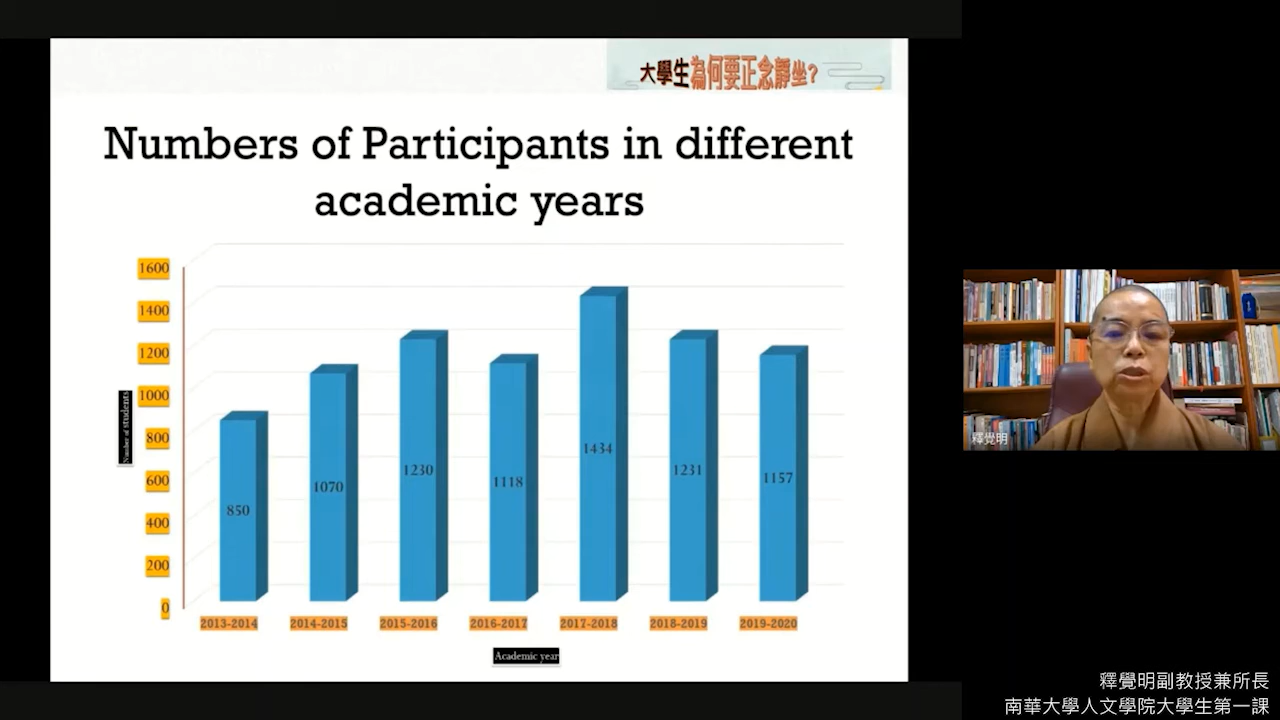 大學生為何要正念靜坐?
Numbers of Participants in different
academic years
1600
1400
1200
1000
800
600
400
200
0
Number of students
850
1070
1230
1118
1434
1231
1157
2013-2014
2014-2015
2015-2016
2016-2017
2017-2018
2018-2019
2019-2020
Academic year
釋覺明
釋覺明副教授兼所長
南華大學人文學院大學生第一課